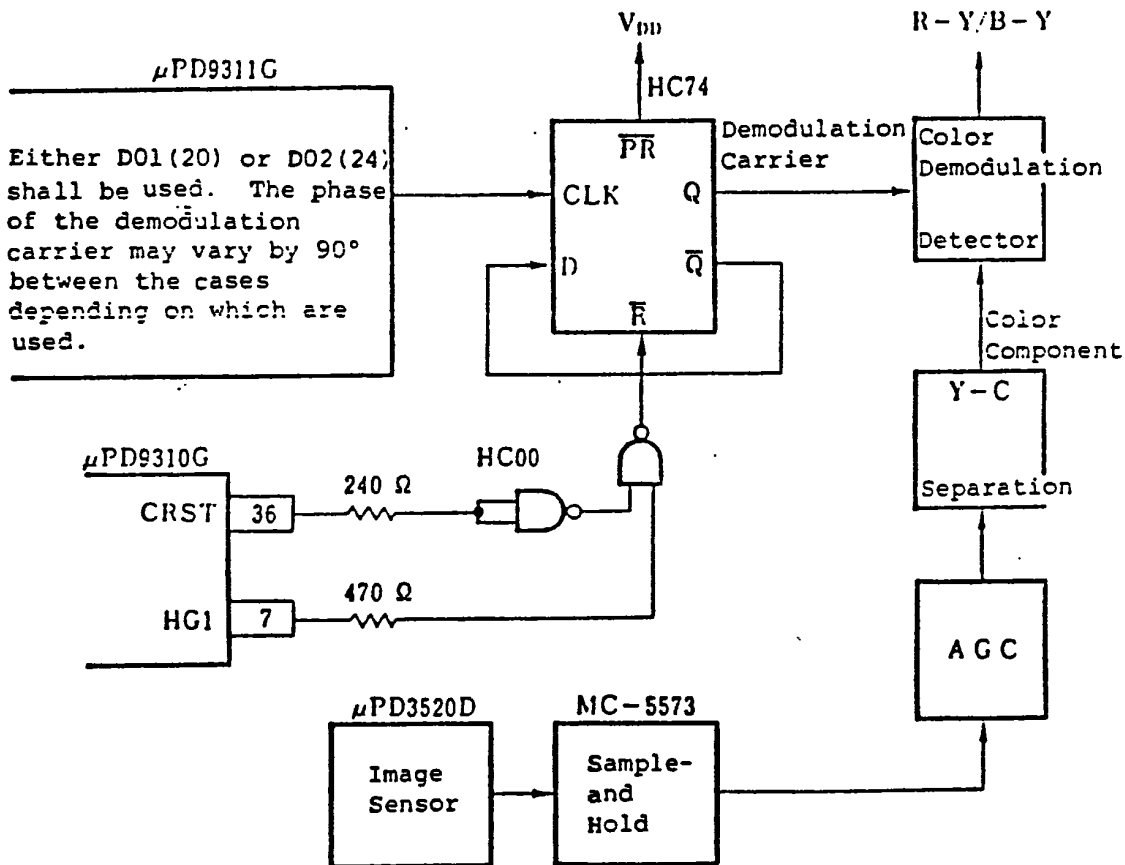 R-Y/B-Y
V_DD
μPD9311G
HC74
Either DO1(20) or DO2(24)
shall be used. The phase
of the demodulation
carrier may vary by 90°
between the cases
depending on which are
used.
PR̅
CLK
Q
D
Q̅
R̅
Demodulation
Carrier
Color
Demodulation
Detector
Color
Component
Y-C
Separation
μPD9310G
CRST
36
240 Ω
HC00
HG1
7
470 Ω
AGC
μPD3520D
MC-5573
Image
Sensor
Sample-
and
Hold